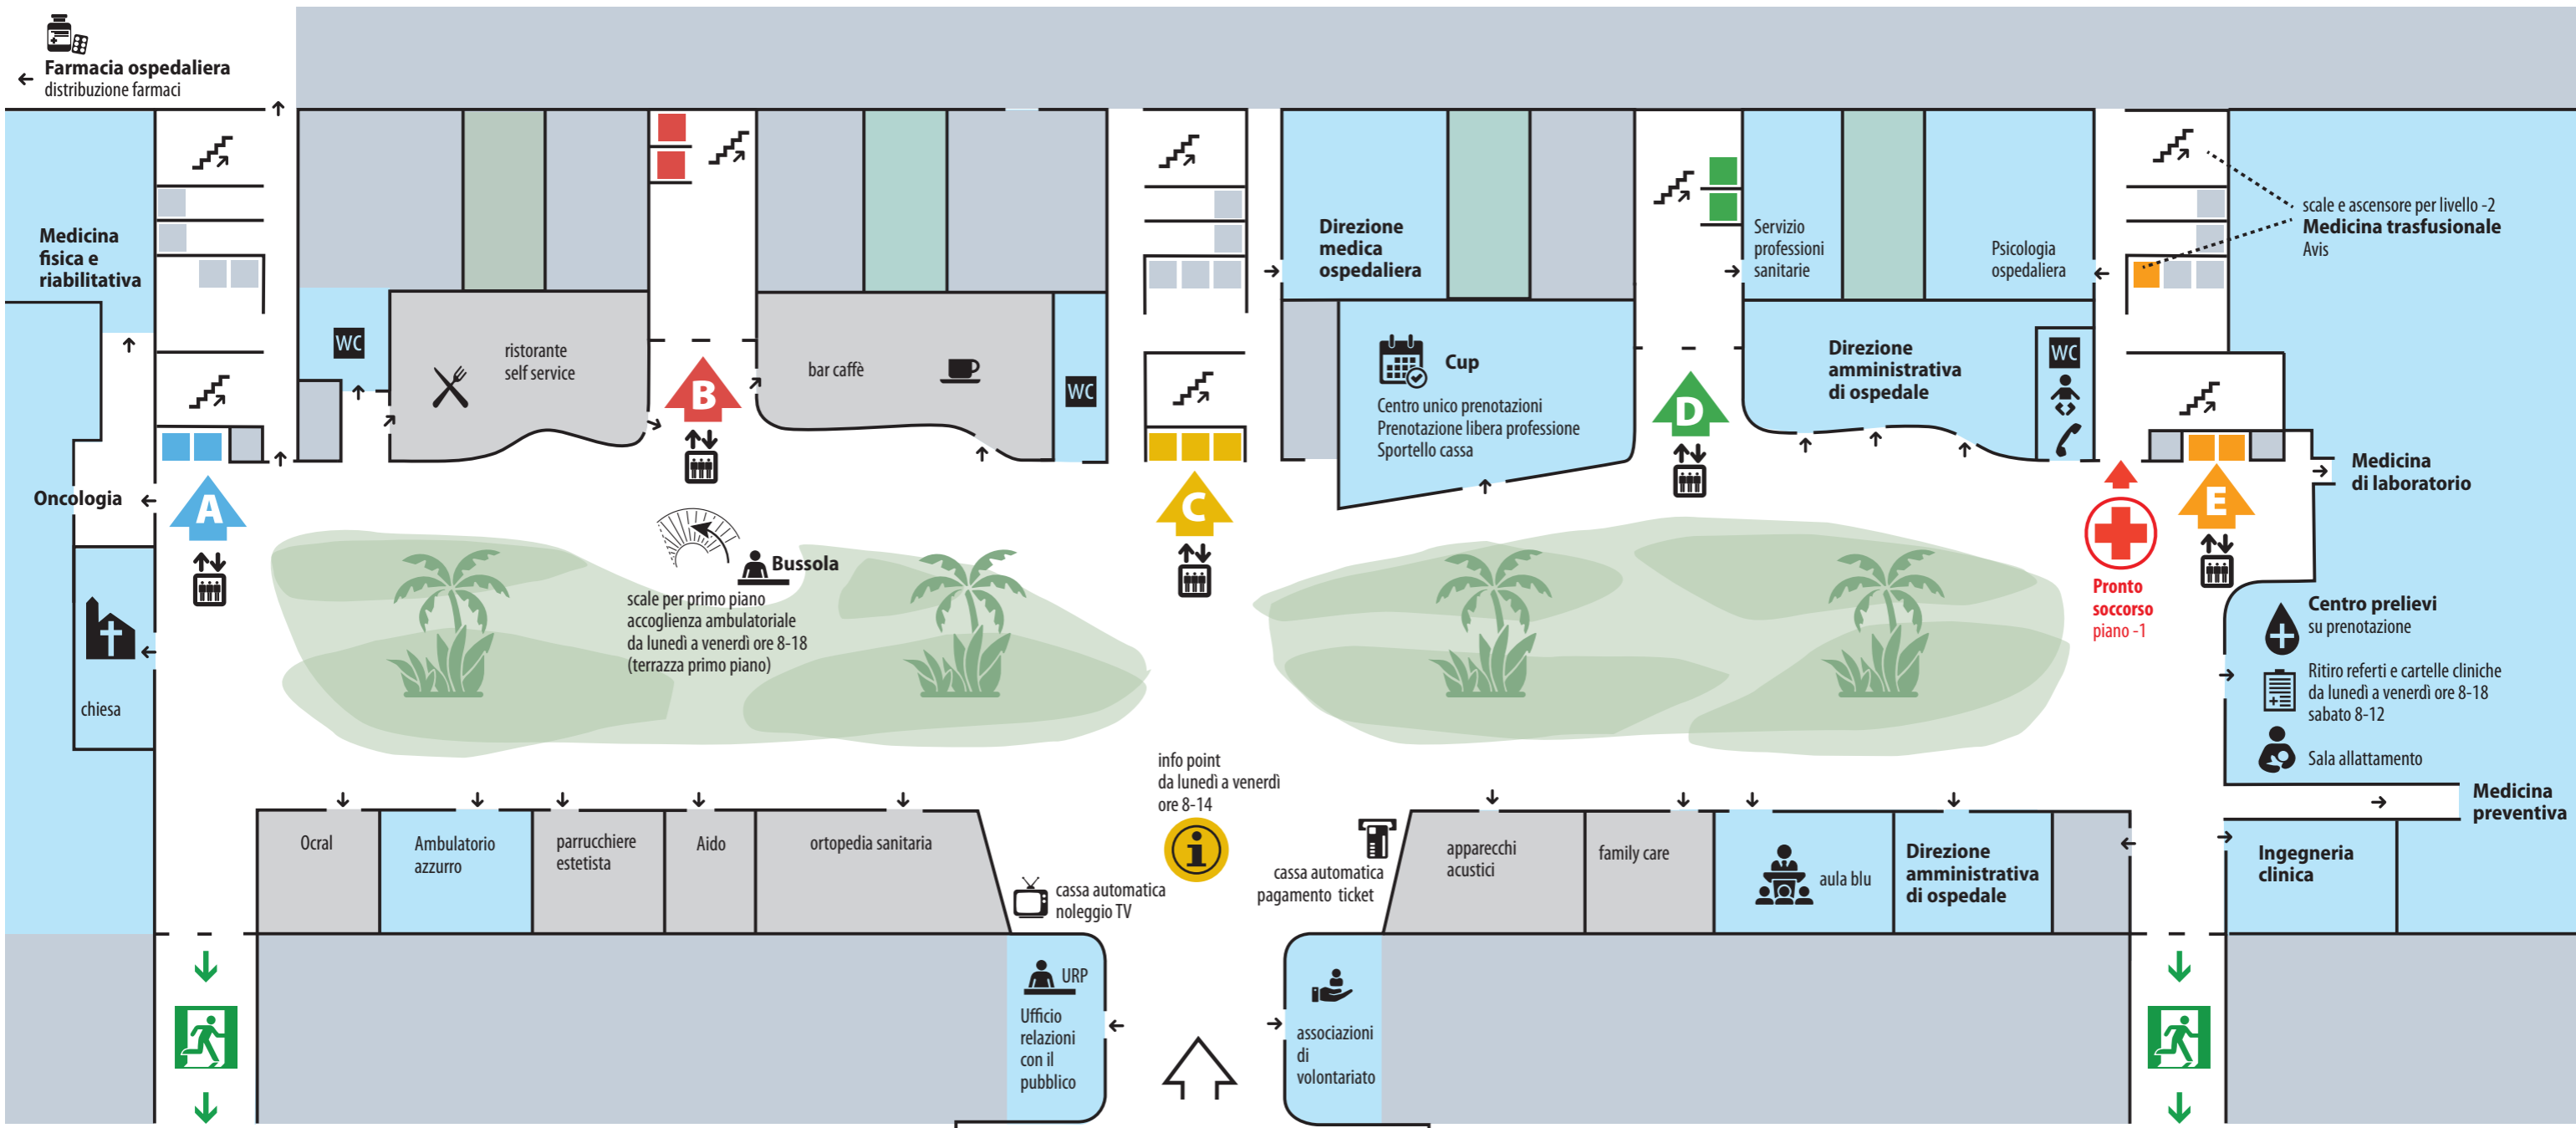 Farmacia ospedaliera
distribuzione farmaci
Medicina
fisica e
riabilitativa
WC
ristorante
self service
B
bar caffè
WC
Direzione
medica
ospedaliera
Cup
Centro unico prenotazioni
Prenotazione libera professione
Sportello cassa
D
Servizio
professioni
sanitarie
Psicologia
ospedaliera
Direzione
amministrativa
di ospedale
WC
scale e ascensore per livello -2
Medicina trasfusionale
Avis
Oncologia
A
C
E
Medicina
di laboratorio
Bussola
scale per primo piano
accoglienza ambulatoriale
da lunedì a venerdì ore 8-18
(terrazza primo piano)
Pronto
soccorso
piano -1
Centro prelievi
su prenotazione
Ritiro referti e cartelle cliniche
da lunedì a venerdì ore 8-18
sabato 8-12
Sala allattamento
chiesa
info point
da lunedì a venerdì
ore 8-14
i
Medicina
preventiva
Ocral
Ambulatorio
azzurro
parrucchiere
estetista
Aido
ortopedia sanitaria
cassa automatica
noleggio TV
cassa automatica
pagamento ticket
apparecchi
acustici
family care
aula blu
Direzione
amministrativa
di ospedale
Ingegneria
clinica
URP
Ufficio
relazioni
con il
pubblico
associazioni
di
volontariato